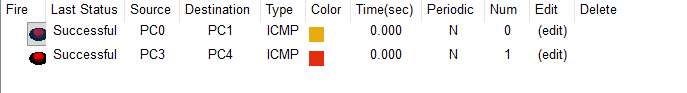 Fire Last Status Source Destination Type Color Time(sec) Periodic Num Edit Delete
Successful PC0 PC1 ICMP 0.000 N 0 (edit)
Successful PC3 PC4 ICMP 0.000 N 1 (edit)